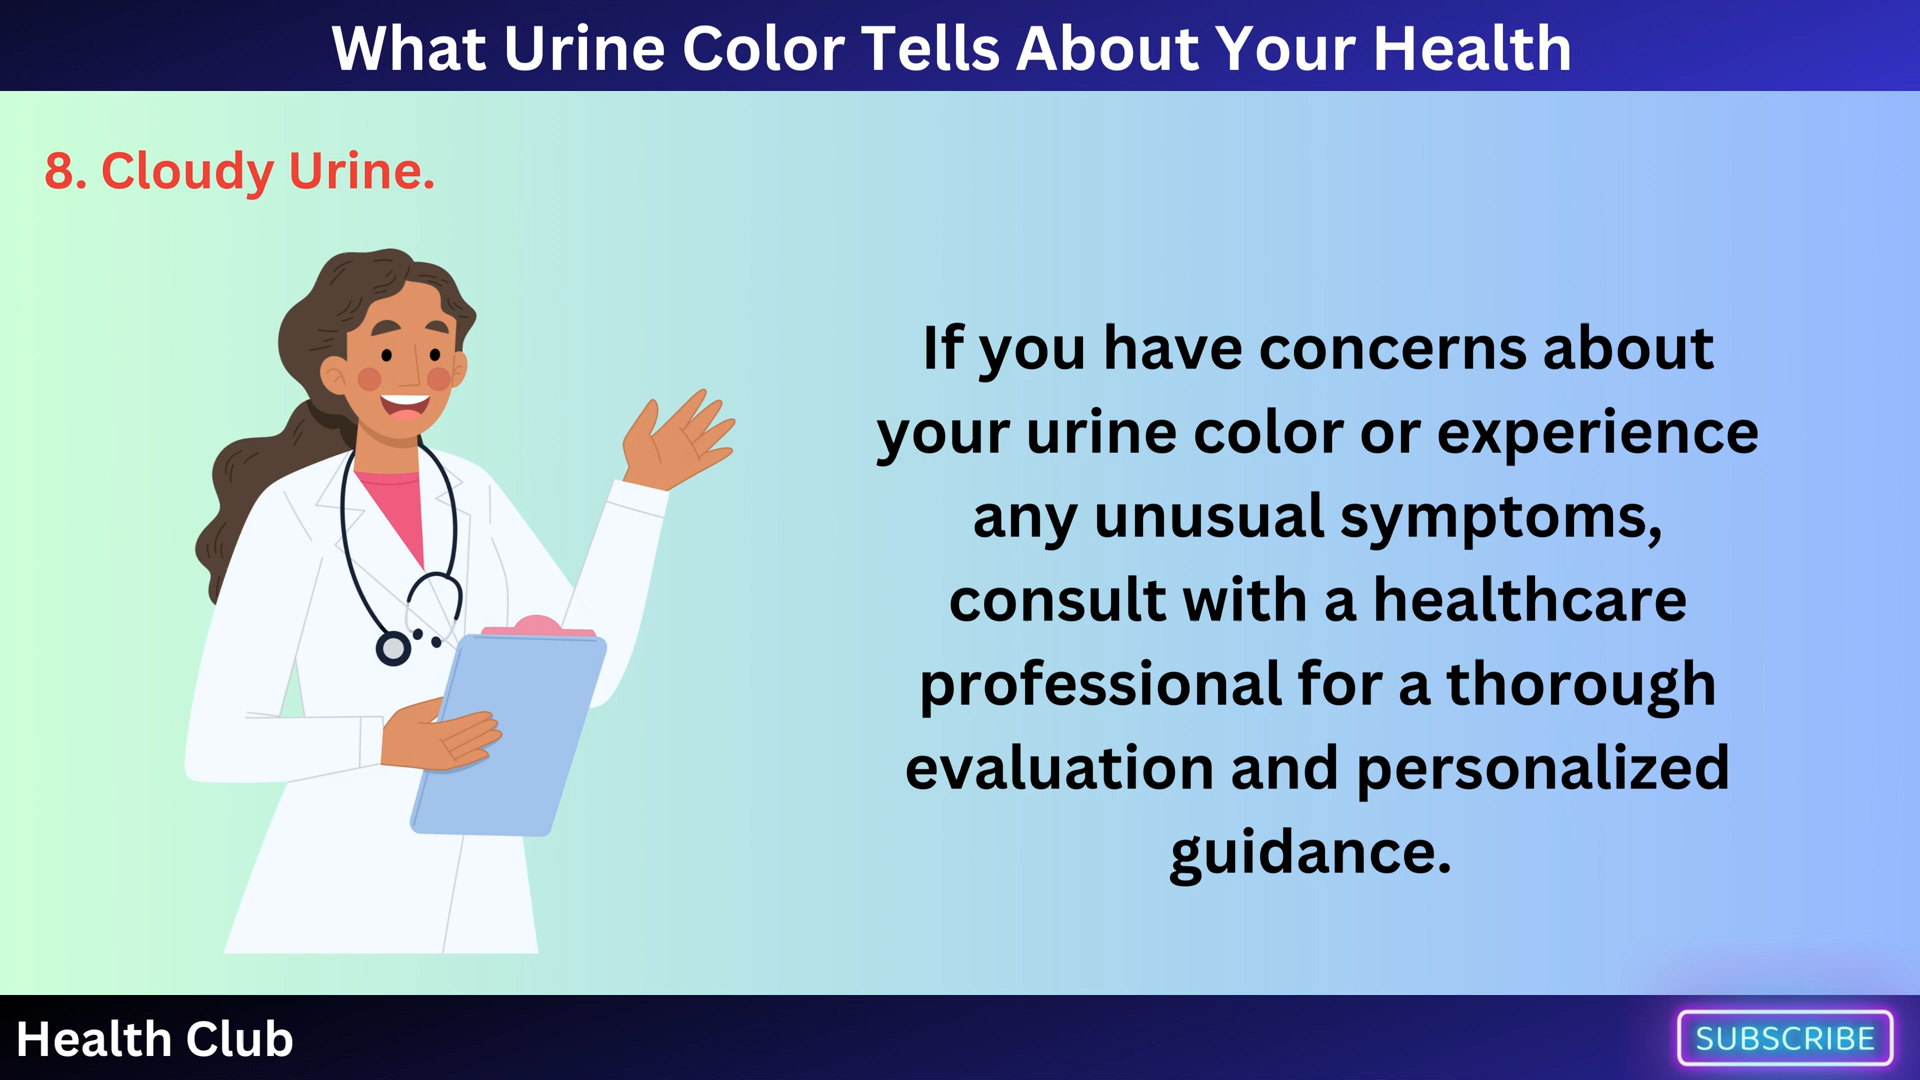 What Urine Color Tells About Your Health
8. Cloudy Urine.
If you have concerns about
your urine color or experience
any unusual symptoms,
consult with a healthcare
professional for a thorough
evaluation and personalized
guidance.
Health Club
SUBSCRIBE